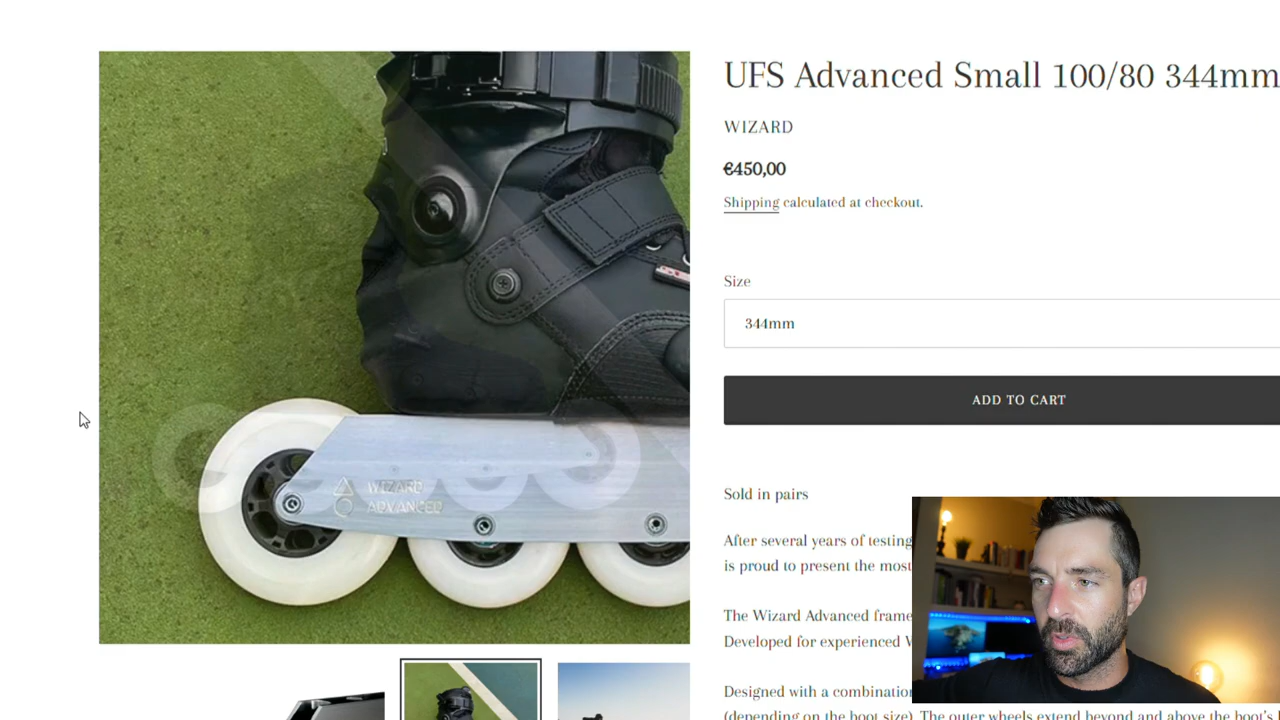 UFS Advanced Small 100/80 344mm
WIZARD
€450,00
Shipping calculated at checkout.
Size
344mm
ADD TO CART
WIZARD
ADVANCED
Sold in pairs
After several years of testing
is proud to present the most
The Wizard Advanced frame
Developed for experienced
Designed with a combination
(depending on the boot size). The outer wheels extend beyond and above the boot's